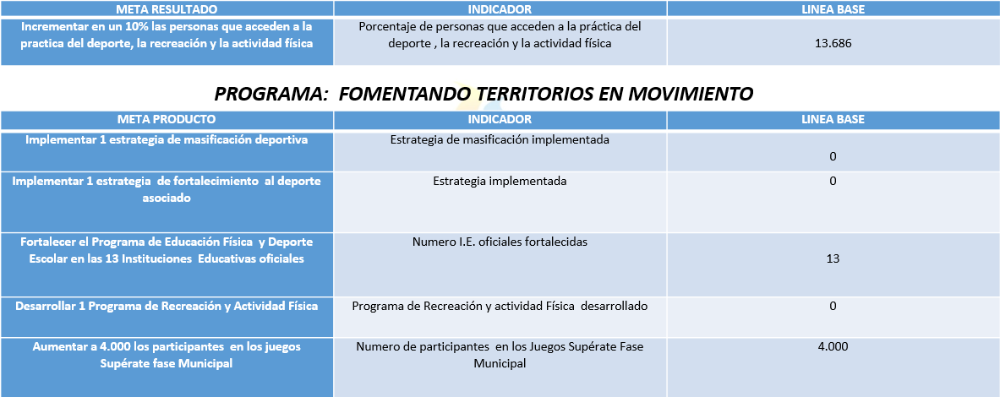 META RESULTADO INDICADOR LINEA BASE
Incrementar en un 10% las personas que acceden a la
practica del deporte, la recreación y la actividad física
Porcentaje de personas que acceden a la práctica del
deporte , la recreación y la actividad física
13.686
PROGRAMA: FOMENTANDO TERRITORIOS EN MOVIMIENTO
META PRODUCTO INDICADOR LINEA BASE
Implementar 1 estrategia de masificación deportiva
Estrategia de masificación implementada
0
Implementar 1 estrategia de fortalecimiento al deporte
asociado
Estrategia implementada
0
Fortalecer el Programa de Educación Física y Deporte
Escolar en las 13 Instituciones Educativas oficiales
Numero I.E. oficiales fortalecidas
13
Desarrollar 1 Programa de Recreación y Actividad Física
Programa de Recreación y actividad Física desarrollado
0
Aumentar a 4.000 los participantes en los juegos
Supérate fase Municipal
Numero de participantes en los Juegos Supérate Fase
Municipal
4.000